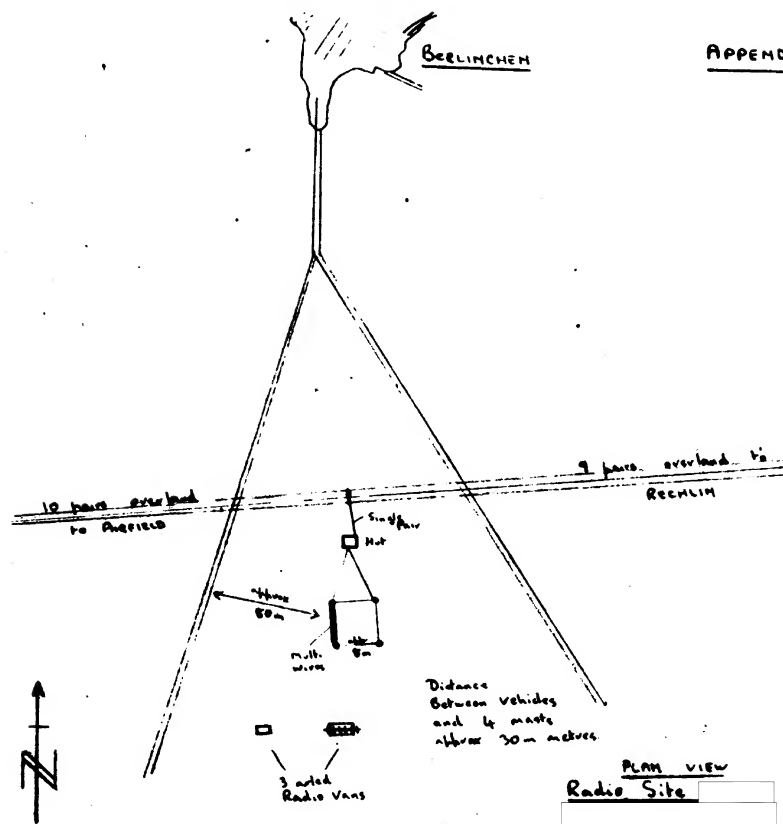 BERLINCHEN
APPEND
10 pairs overland
to AIRFIELD
9 pairs overland to
RECHLIN
Single
Pair
Hut
approx
50m
Multi
wires
5m
Distance
Between vehicles
and 4 masts
approx 30m metres.
3 axled
Radio Vans
N
PLAN VIEW
Radio Site